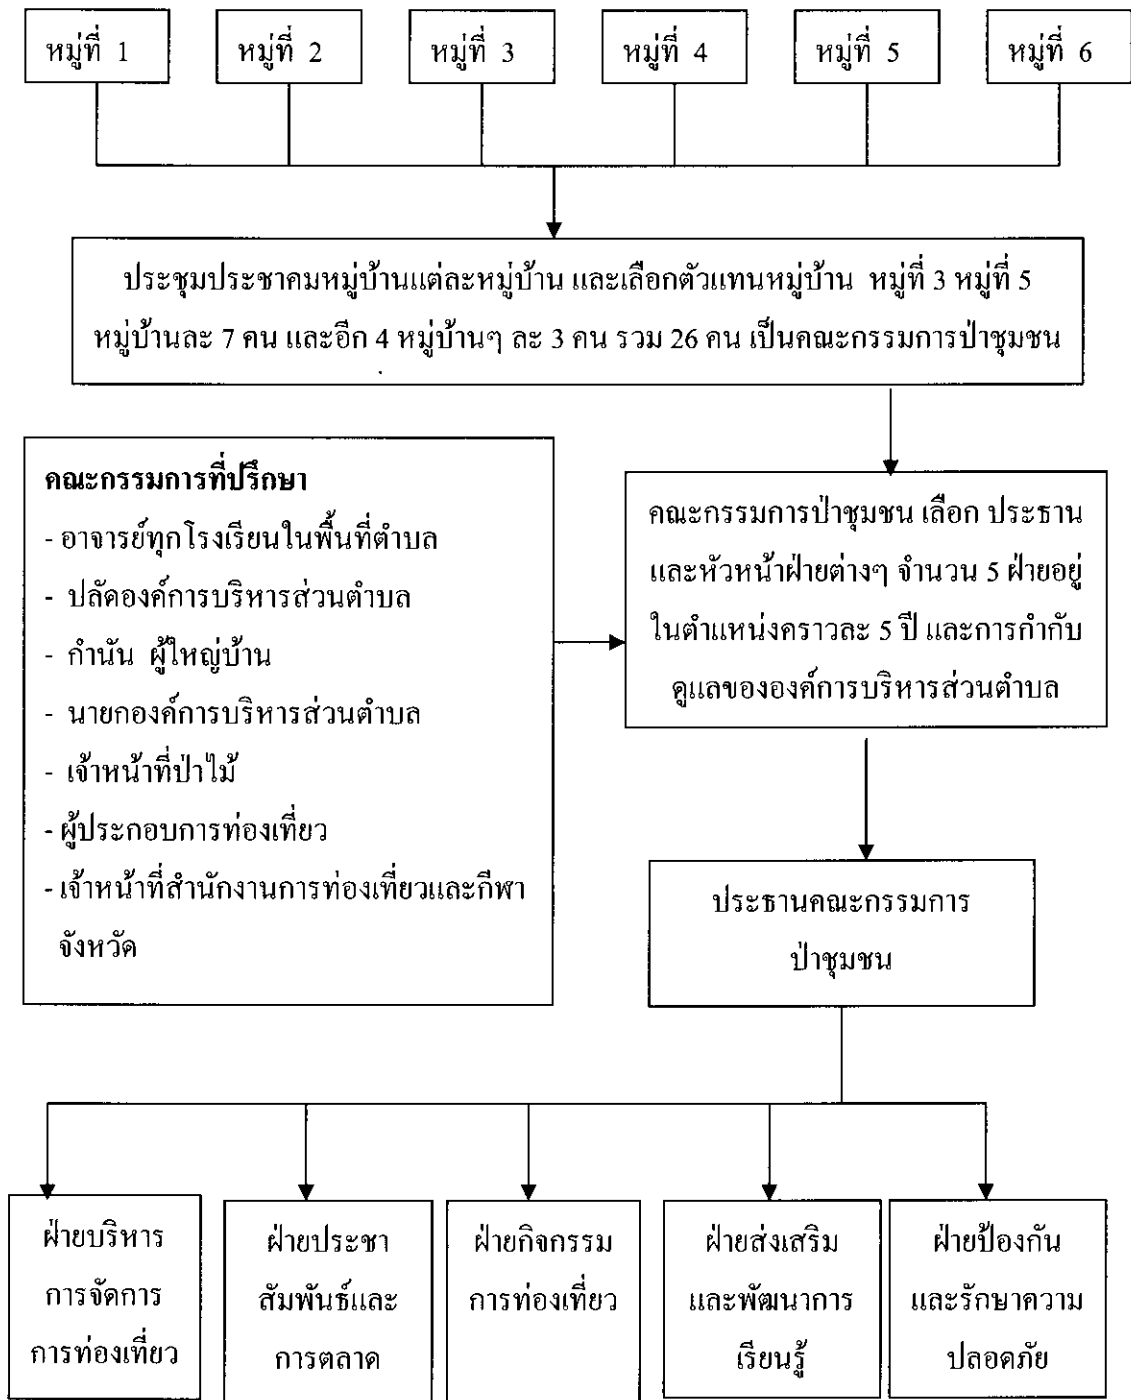 หมู่ที่ 1
หมู่ที่ 2
หมู่ที่ 3
หมู่ที่ 4
หมู่ที่ 5
หมู่ที่ 6
ประชุมประชาคมหมู่บ้านแต่ละหมู่บ้าน และเลือกตัวแทนหมู่บ้าน หมู่ที่ 3 หมู่ที่ 5
หมู่บ้านละ 7 คน และอีก 4 หมู่บ้านๆ ละ 3 คน รวม 26 คน เป็นคณะกรรมการป่าชุมชน
คณะกรรมการที่ปรึกษา
- อาจารย์ทุกโรงเรียนในพื้นที่ตำบล
- ปลัดองค์การบริหารส่วนตำบล
- กำนัน ผู้ใหญ่บ้าน
- นายกองค์การบริหารส่วนตำบล
- เจ้าหน้าที่ป่าไม้
- ผู้ประกอบการท่องเที่ยว
- เจ้าหน้าที่สำนักงานการท่องเที่ยวและกีฬา
จังหวัด
คณะกรรมการป่าชุมชน เลือก ประธาน
และหัวหน้าฝ่ายต่างๆ จำนวน 5 ฝ่ายอยู่
ในตำแหน่งคราวละ 5 ปี และการกำกับ
ดูแลขององค์การบริหารส่วนตำบล
ประธานคณะกรรมการ
ป่าชุมชน
ฝ่ายบริหาร
การจัดการ
การท่องเที่ยว
ฝ่ายประชา
สัมพันธ์และ
การตลาด
ฝ่ายกิจกรรม
การท่องเที่ยว
ฝ่ายส่งเสริม
และพัฒนาการ
เรียนรู้
ฝ่ายป้องกัน
และรักษาความ
ปลอดภัย